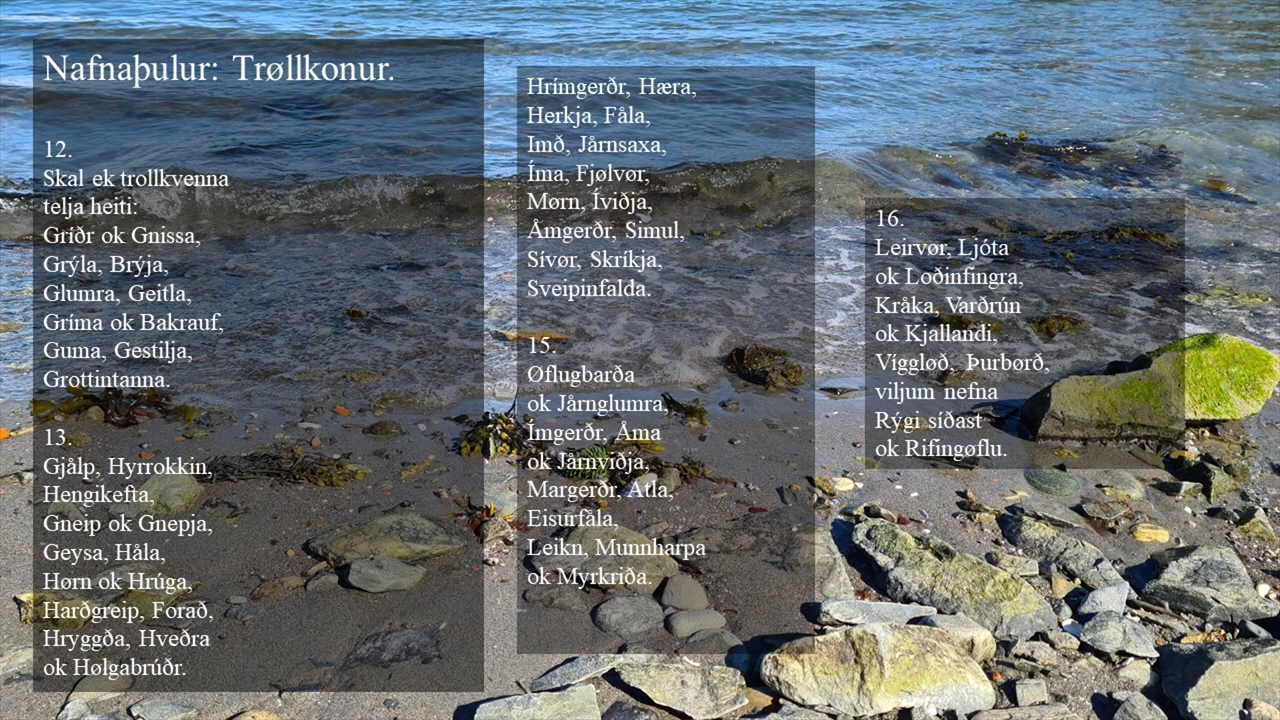 Nafnaþulur: Trøllkonur.
12.
Skal ek trollkvenna
telja heiti:
Gríðr ok Gnissa,
Grýla, Brýja,
Glumra, Geitla,
Gríma ok Bakrauf,
Guma, Gestilja,
Grottintanna.
13.
Gjålp, Hyrrokkin,
Hengikefta,
Gneip ok Gnepja,
Geysa, Håla,
Hørn ok Hrúga,
Harðgreip, Forað,
Hryggða, Hveðra
ok Hølgabrúðr.
Hrímgerðr, Hæra,
Herkja, Fåla,
Imð, Jårnsaxa,
Íma, Fjølvør,
Mørn, Íviðja,
Åmgerðr, Simul,
Sívør, Skríkja,
Sveipinfalda.
15.
Øflugbarða
ok Jårnglumra,
Ímgerðr, Åma
ok Jårnviðja,
Margerðr, Atla,
Eisurfåla,
Leikn, Munnharpa
ok Myrkriða.
16.
Leirvør, Ljóta
ok Loðinfingra,
Kråka, Varðrún
ok Kjallandi,
Vígglǿð, Þurbørð,
viljum nefna
Rýgi síðast
ok Rifingøflu.